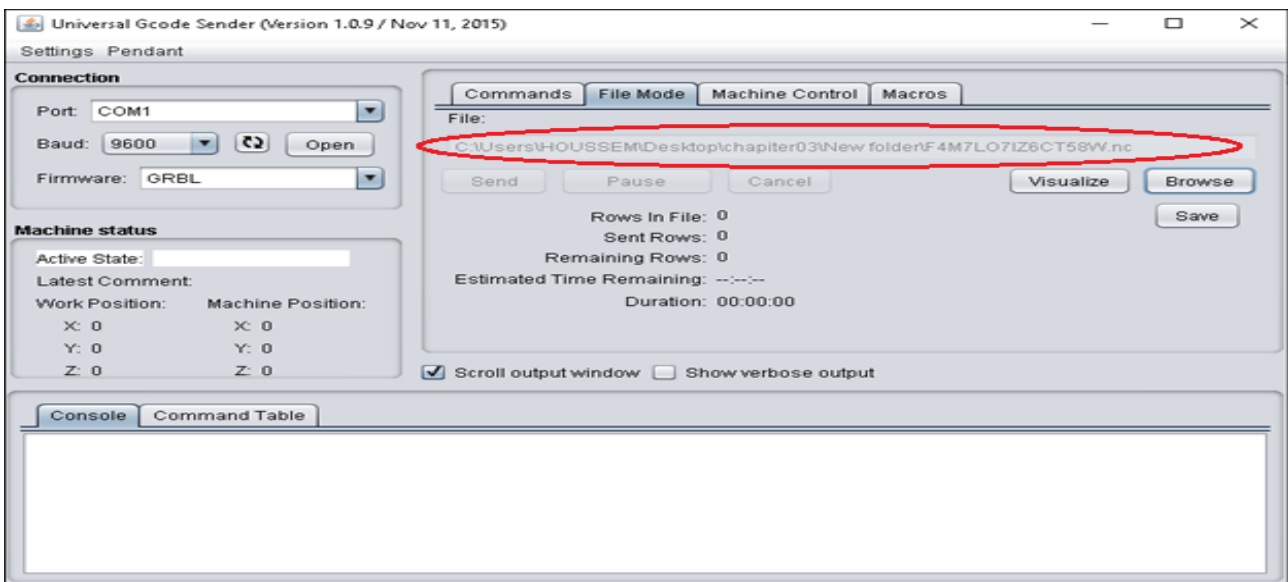 Universal Gcode Sender (Version 1.0.9 / Nov 11, 2015)
Settings Pendant
Connection
Port: COM1
Baud: 9600 Open
Firmware: GRBL
Machine status
Active State:
Latest Comment:
Work Position: Machine Position:
X: 0 X: 0
Y: 0 Y: 0
Z: 0 Z: 0
Commands File Mode Machine Control Macros
File:
C:\Users\HOUSSEM\Desktop\chapiter03\New folder\F4M7LO7IZ6CT58W.nc
Send Pause Cancel Visualize Browse
Save
Rows In File: 0
Sent Rows: 0
Remaining Rows: 0
Estimated Time Remaining: --:--:--
Duration: 00:00:00
Scroll output window Show verbose output
Console Command Table